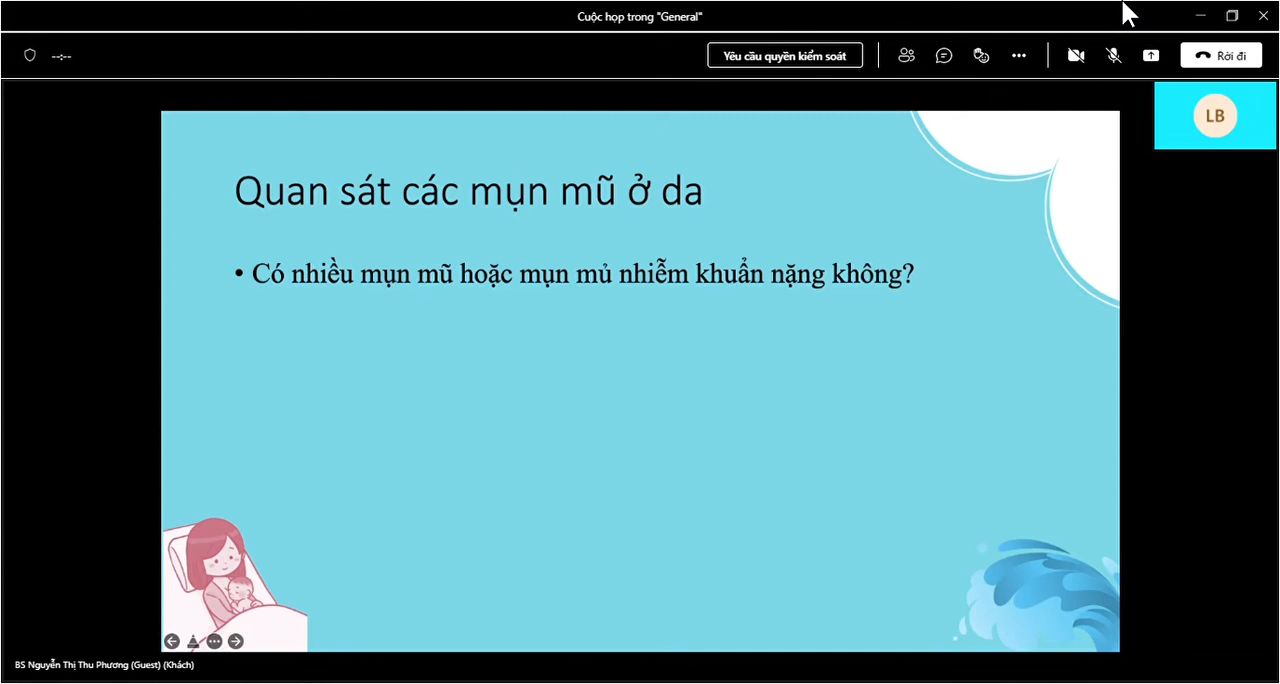 Cuộc họp trong "General"
--:--
Yêu cầu quyền kiểm soát
Rời đi
LB
Quan sát các mụn mũ ở da
• Có nhiều mụn mũ hoặc mụn mủ nhiễm khuẩn nặng không?
BS Nguyễn Thị Thu Phương (Guest) (Khách)